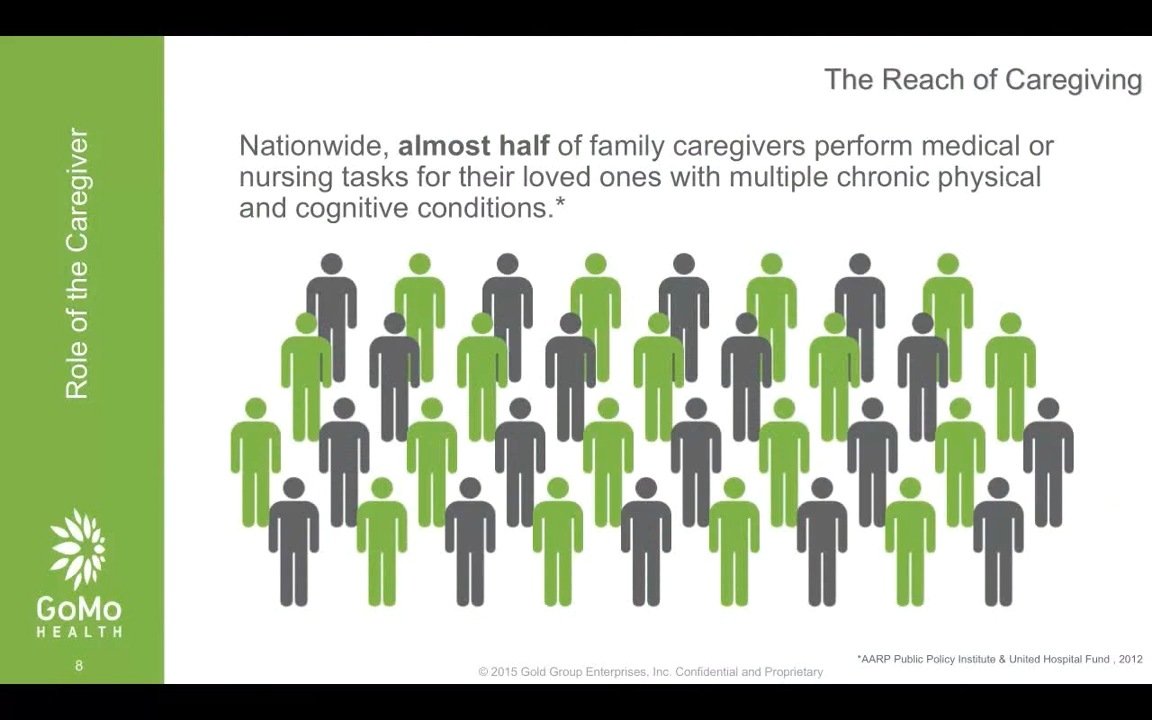 The Reach of Caregiving
Nationwide, almost half of family caregivers perform medical or
nursing tasks for their loved ones with multiple chronic physical
and cognitive conditions.*
Role of the Caregiver
GoMo
HEALTH
8
*AARP Public Policy Institute & United Hospital Fund , 2012
© 2015 Gold Group Enterprises, Inc. Confidential and Proprietary